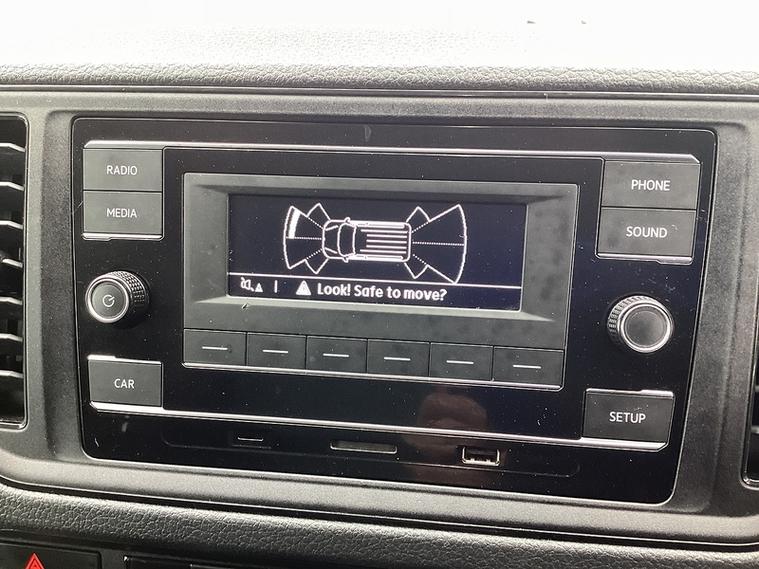 RADIO
PHONE
MEDIA
SOUND
Look! Safe to move?
CAR
SETUP